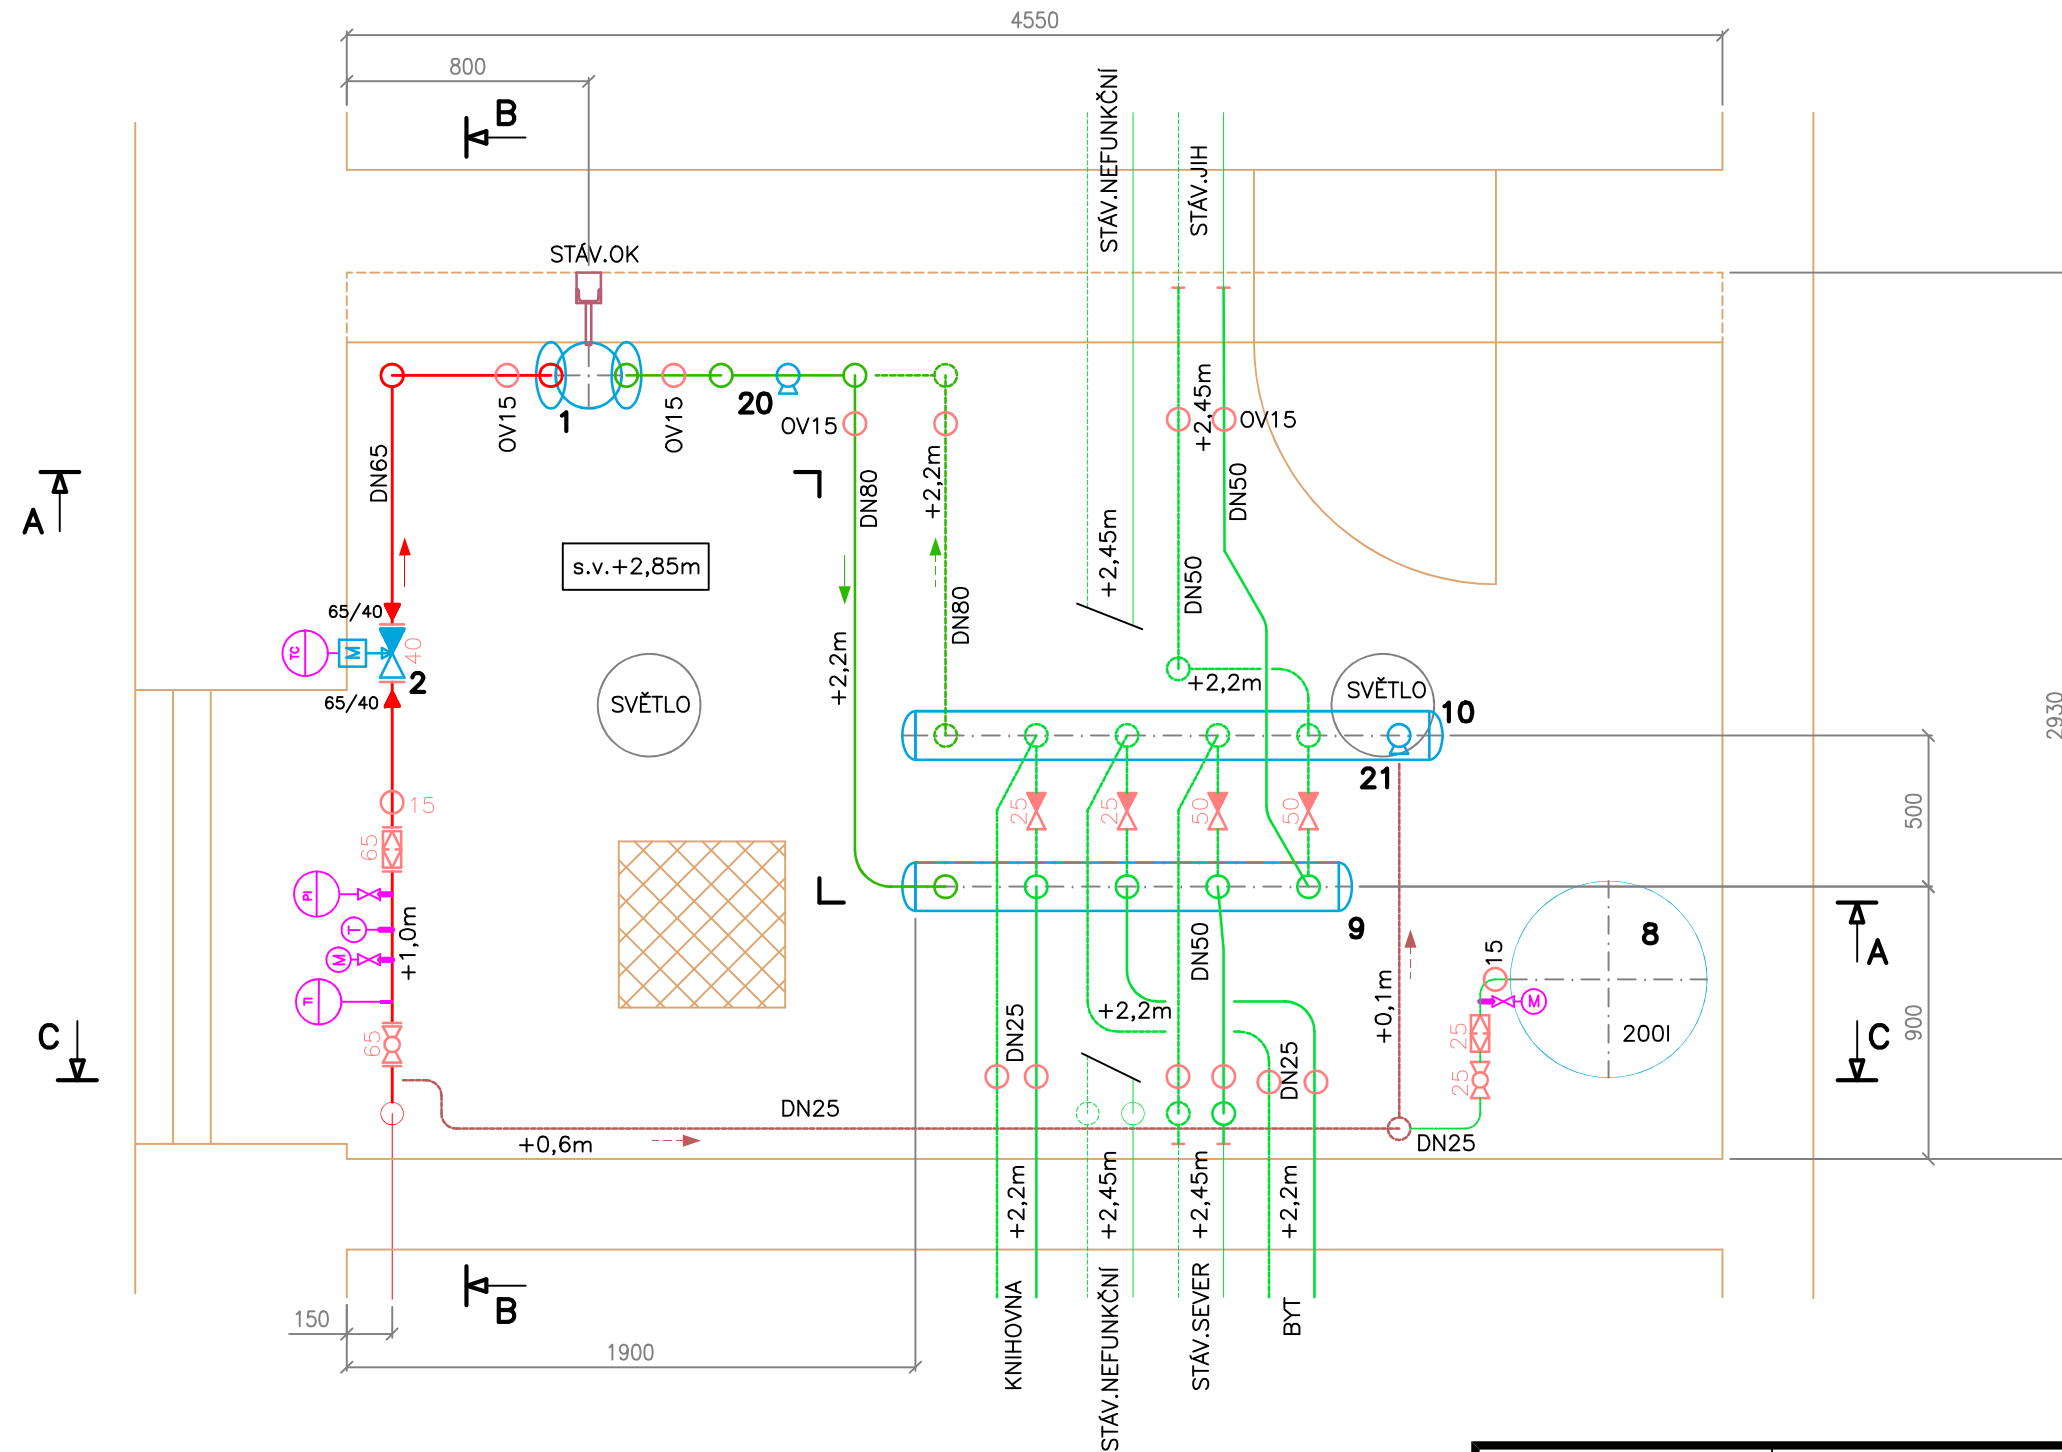 4550
800
B
STÁV.NEFUNKČNÍ
STÁV.JIH
STÁV.OK
OV15
1
OV15
20
OV15
+2,45m
OV15
DN65
DN80
+2,2m
DN50
A
s.v.+2,85m
+2,45m
DN50
DN80
65/40
TC
M
40
2
65/40
+2,2m
SVĚTLO
+2,2m
SVĚTLO
10
2930
21
15
25
25
50
50
500
65
PI
T
M
+1,0m
TI
65
9
DN50
8
15
A
M
200l
+2,2m
+0,1m
25
25
900
C
C
DN25
DN25
DN25
+0,6m
DN25
+2,2m
+2,45m
+2,45m
+2,2m
B
150
1900
KNIHOVNA
STÁV.NEFUNKČNÍ
STÁV.SEVER
BYT